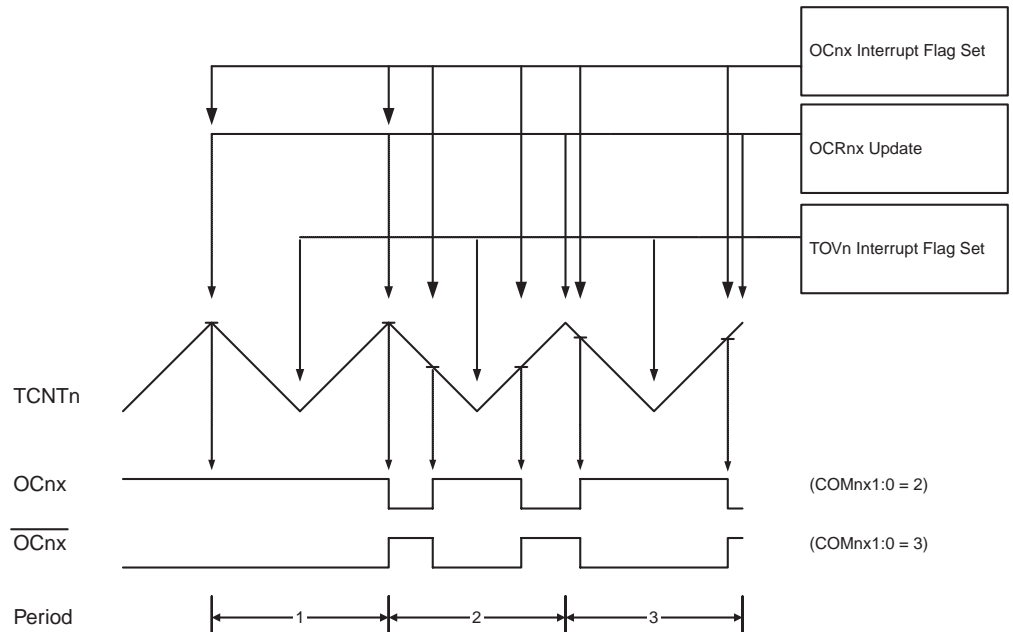 OCnx Interrupt Flag Set
OCRnx Update
TOVn Interrupt Flag Set
TCNTn
OCnx (COMnx1:0 = 2)
OCnx (COMnx1:0 = 3)
Period 1 2 3